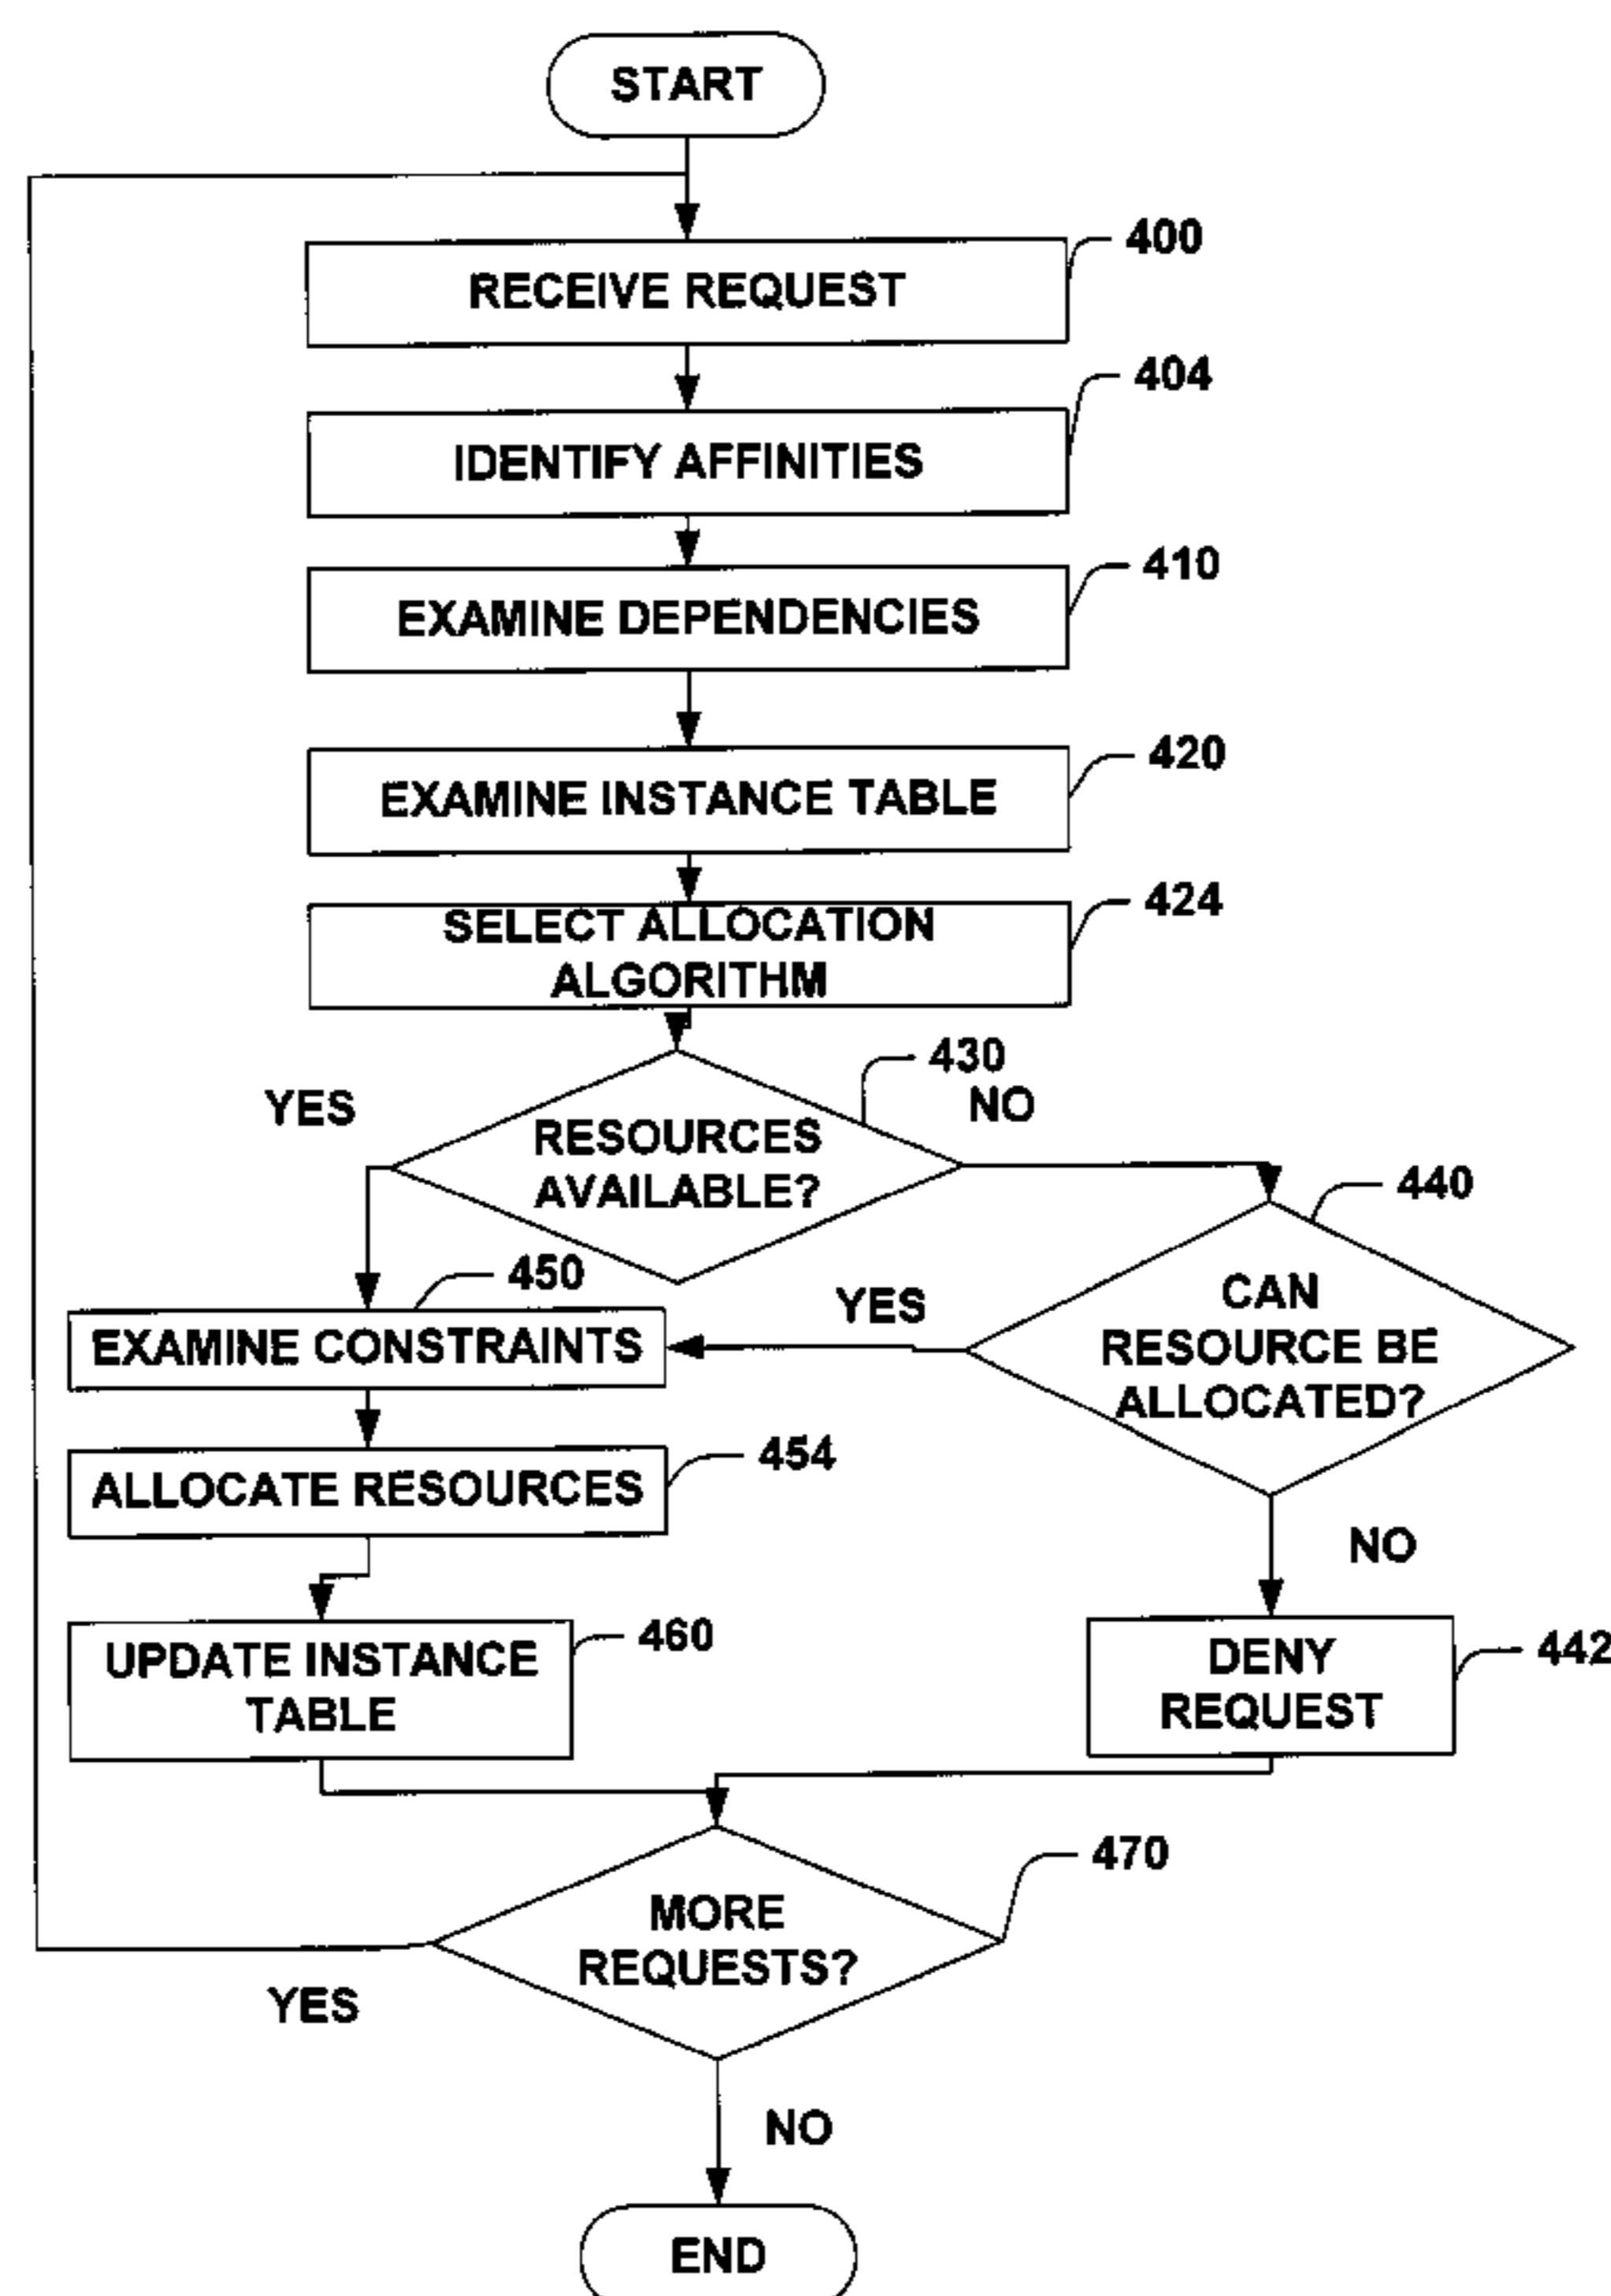 START
400
RECEIVE REQUEST
404
IDENTIFY AFFINITIES
410
EXAMINE DEPENDENCIES
420
EXAMINE INSTANCE TABLE
424
SELECT ALLOCATION
ALGORITHM
430
YES
NO
RESOURCES
AVAILABLE?
440
450
YES
CAN
RESOURCE BE
ALLOCATED?
EXAMINE CONSTRAINTS
454
ALLOCATE RESOURCES
NO
460
UPDATE INSTANCE
TABLE
442
DENY
REQUEST
470
MORE
REQUESTS?
YES
NO
END